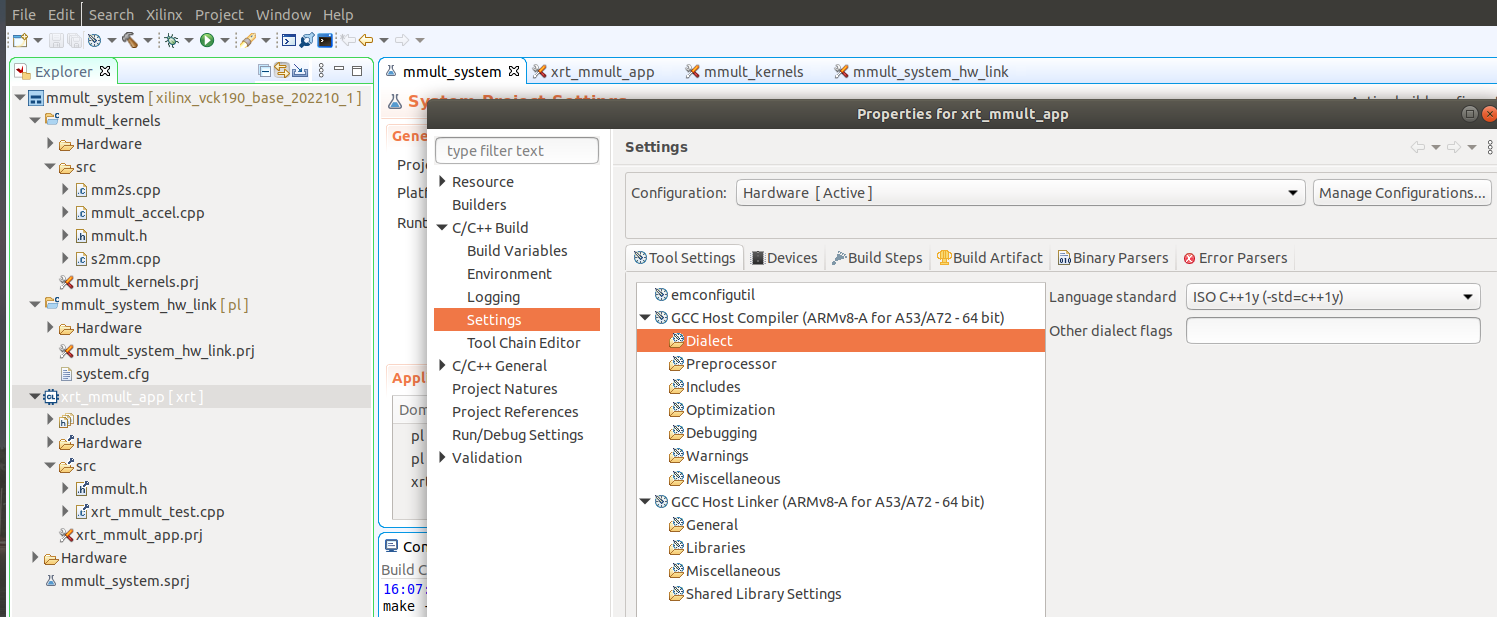 File Edit Search Xilinx Project Window Help
Explorer
mmult_system [ xilinx_vck190_base_202210_1 ]
mmult_kernels
Hardware
src
mm2s.cpp
mmult_accel.cpp
mmult.h
s2mm.cpp
mmult_kernels.prj
mmult_system_hw_link [ pl ]
Hardware
mmult_system_hw_link.prj
system.cfg
xrt_mmult_app [ xrt ]
Includes
Hardware
src
mmult.h
xrt_mmult_test.cpp
xrt_mmult_app.prj
Hardware
mmult_system.sprj
mmult_system xrt_mmult_app mmult_kernels mmult_system_hw_link
System Project Settings
Gene
Proj
Platf
Runt
Appl
Dom
pl
pl
xrt
Con
Build C
16:07:
make -
Properties for xrt_mmult_app
type filter text
Resource
Builders
C/C++ Build
Build Variables
Environment
Logging
Settings
Tool Chain Editor
C/C++ General
Project Natures
Project References
Run/Debug Settings
Validation
Settings
Configuration: Hardware [ Active ] Manage Configurations...
Tool Settings Devices Build Steps Build Artifact Binary Parsers Error Parsers
emconfigutil
GCC Host Compiler (ARMv8-A for A53/A72 - 64 bit)
Dialect
Preprocessor
Includes
Optimization
Debugging
Warnings
Miscellaneous
GCC Host Linker (ARMv8-A for A53/A72 - 64 bit)
General
Libraries
Miscellaneous
Shared Library Settings
Language standard ISO C++1y (-std=c++1y)
Other dialect flags